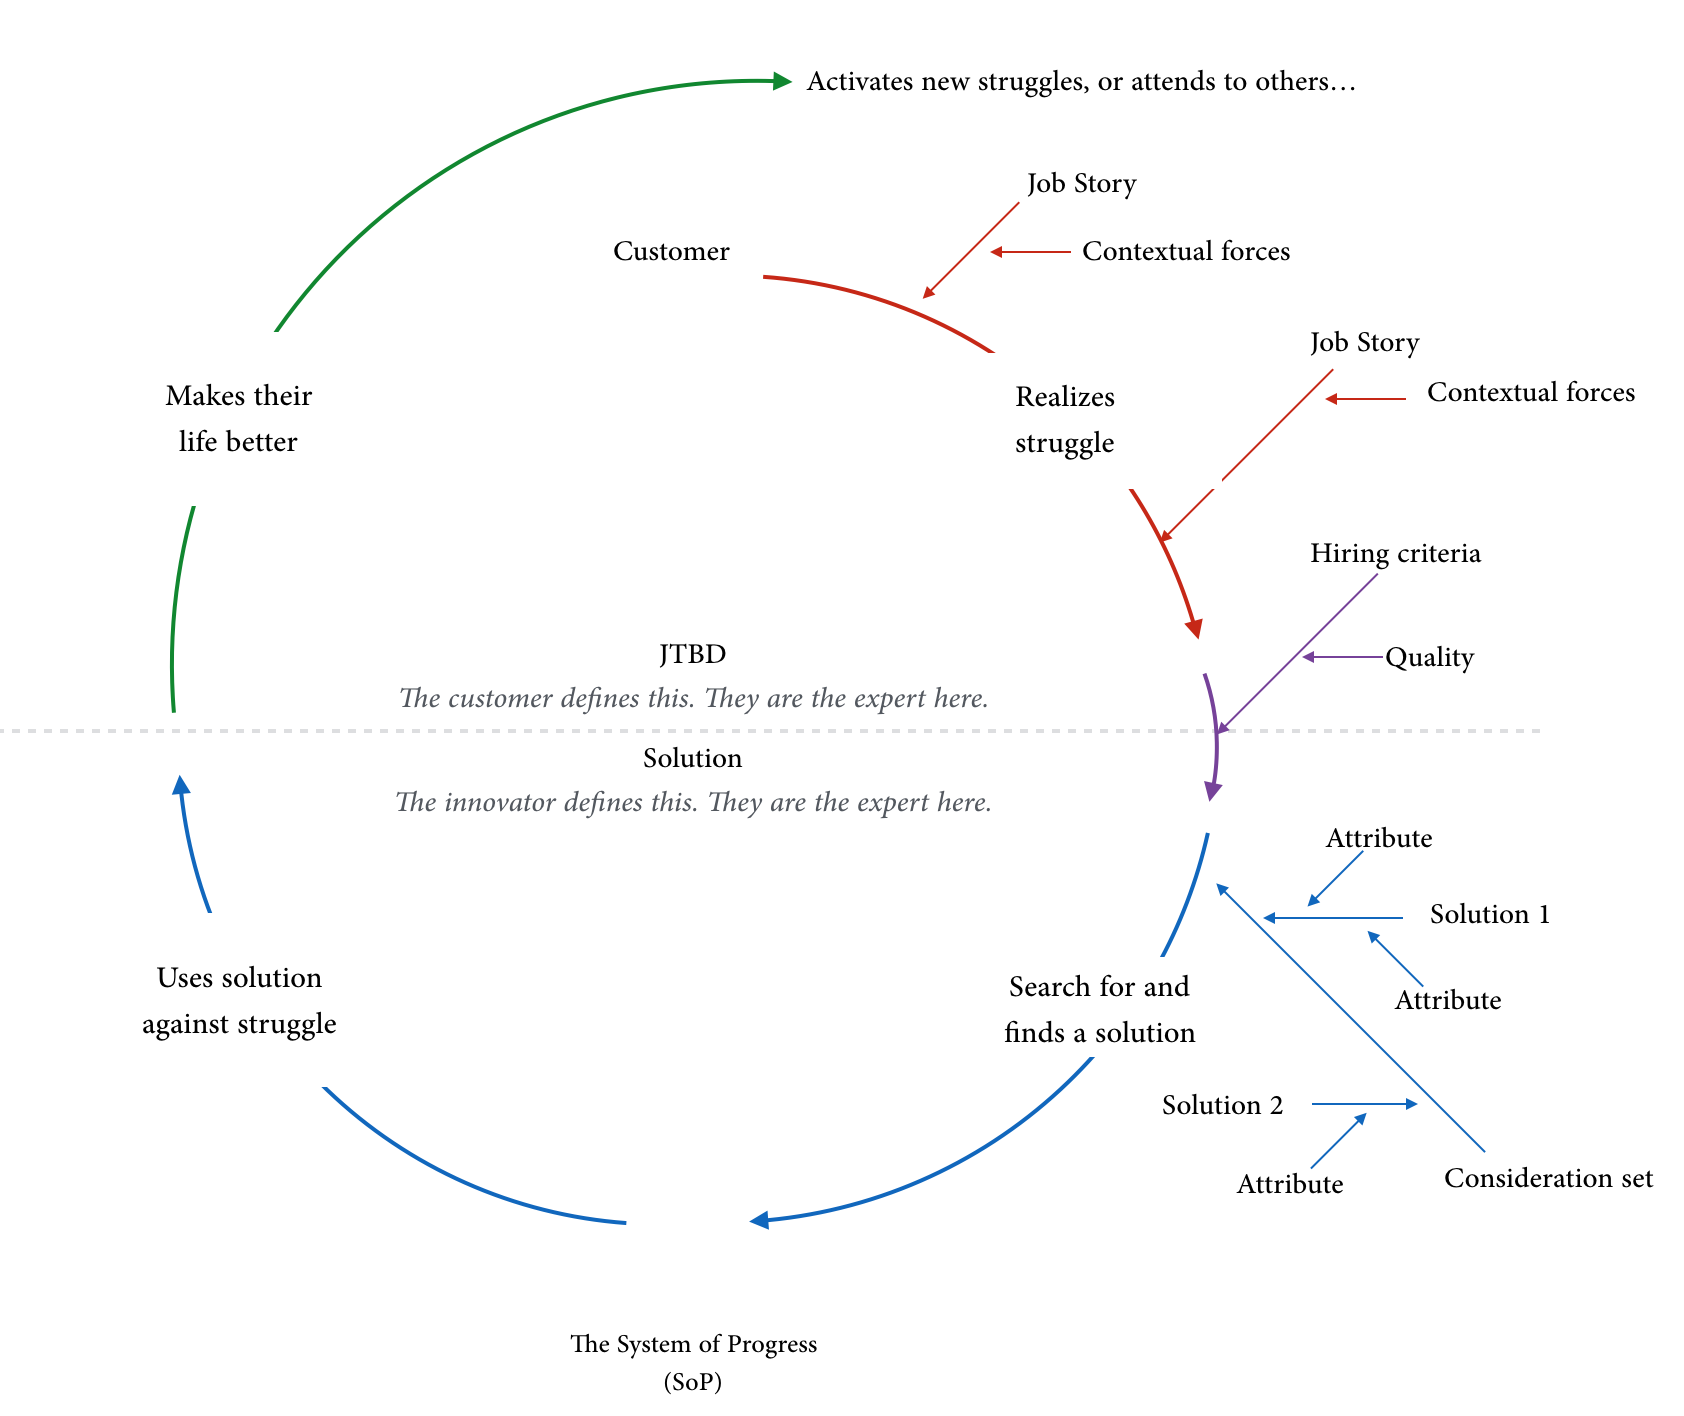 Activates new struggles, or attends to others…
Job Story
Customer
Contextual forces
Job Story
Contextual forces
Makes their
life better
Realizes
struggle
Hiring criteria
Quality
JTBD
The customer defines this. They are the expert here.
Solution
The innovator defines this. They are the expert here.
Attribute
Solution 1
Attribute
Uses solution
against struggle
Search for and
finds a solution
Solution 2
Attribute
Consideration set
The System of Progress
(SoP)